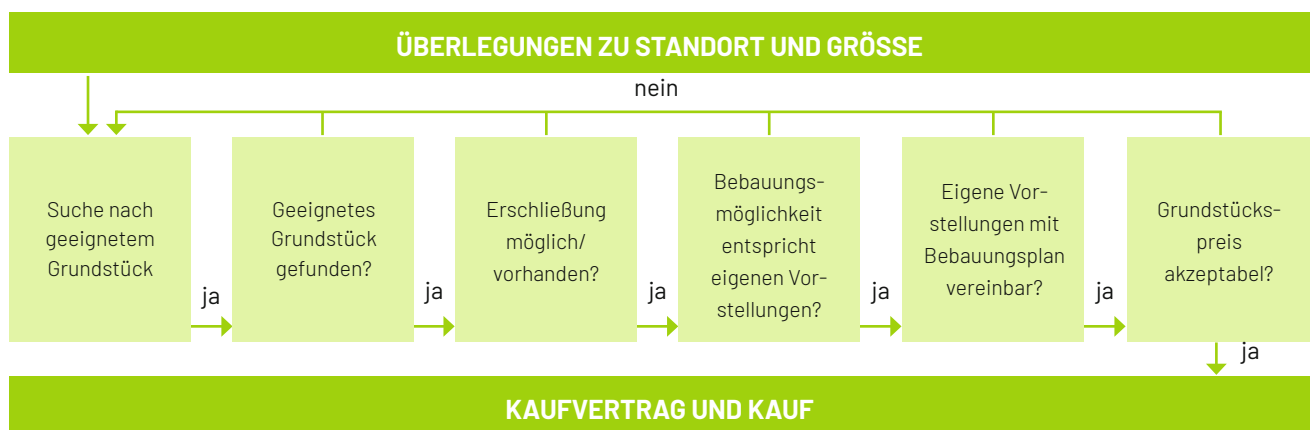 ÜBERLEGUNGEN ZU STANDORT UND GRÖSSE
nein
Suche nach
geeignetem
Grundstück
ja
Geeignetes
Grundstück
gefunden?
ja
Erschließung
möglich/
vorhanden?
ja
Bebauungs-
möglichkeit
entspricht
eigenen Vor-
stellungen?
ja
Eigene Vor-
stellungen mit
Bebauungsplan
vereinbar?
ja
Grundstücks-
preis
akzeptabel?
ja
KAUFVERTRAG UND KAUF